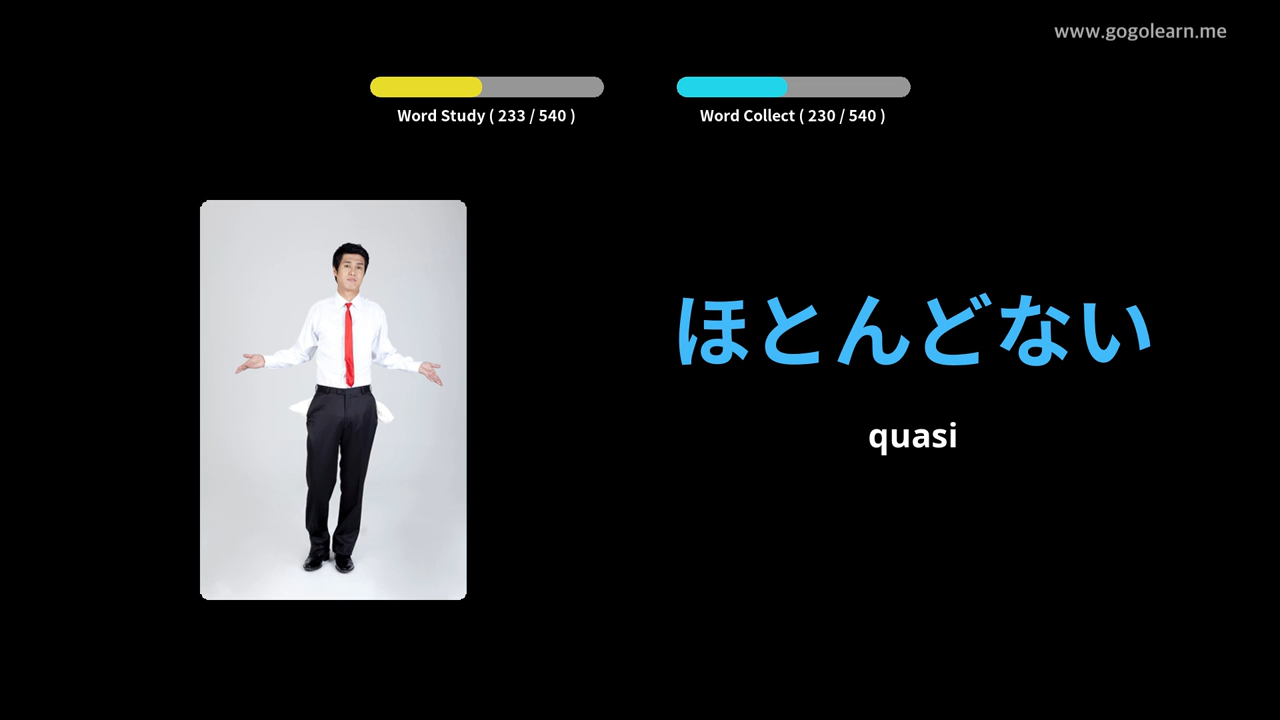 www.gogolearn.me
Word Study ( 233 / 540 )
Word Collect ( 230 / 540 )
ほとんどない
quasi